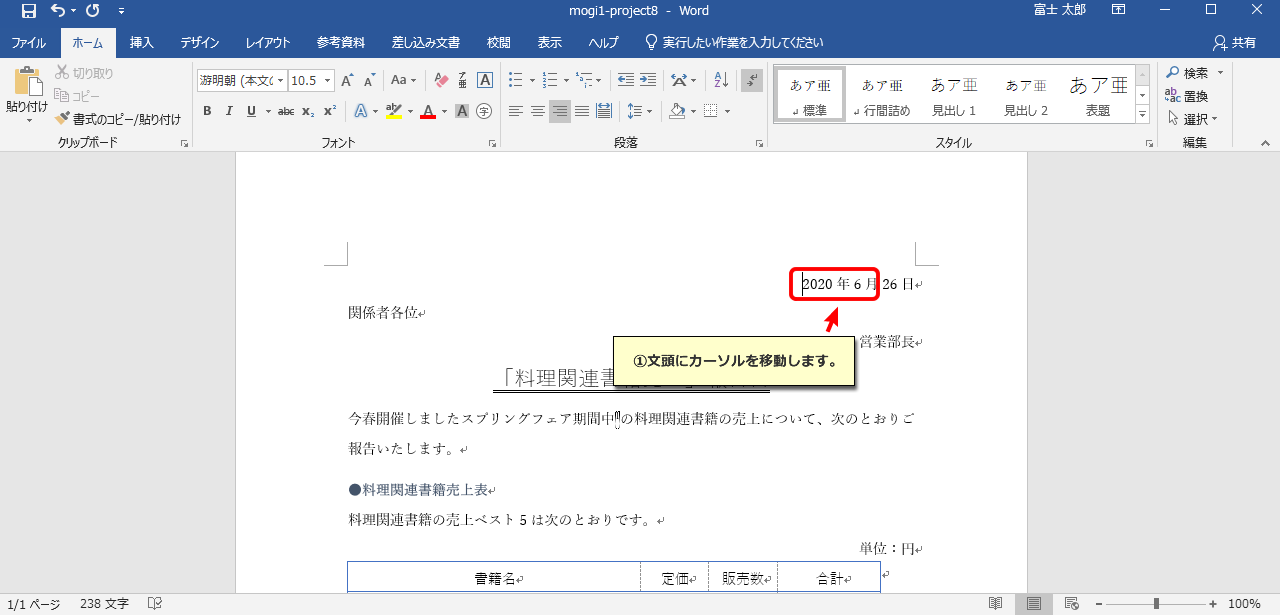 mogi1-project8 - Word
富士 太郎
ファイル ホーム 挿入 デザイン レイアウト 参考資料 差し込み文書 校閲 表示 ヘルプ 実行したい作業を入力してください 共有
貼り付け
切り取り
コピー
書式のコピー/貼り付け
クリップボード
游明朝 (本文の 10.5
B I U abc x₂ x²
フォント
段落
あア亜 あア亜 あア亜 あア亜 あア亜
標準 行間詰め 見出し 1 見出し 2 表題
スタイル
検索
置換
選択
編集
2020 年 6 月 26 日
関係者各位
営業部長
①文頭にカーソルを移動します。
「料理関連書
今春開催しましたスプリングフェア期間中の料理関連書籍の売上について、次のとおりご
報告いたします。
●料理関連書籍売上表
料理関連書籍の売上ベスト 5 は次のとおりです。
単位：円
書籍名 定価 販売数 合計
1/1 ページ 238 文字 100%